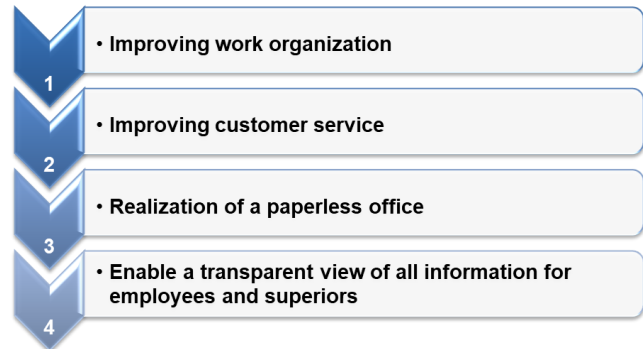 • Improving work organization
1
• Improving customer service
2
• Realization of a paperless office
3
• Enable a transparent view of all information for
employees and superiors
4